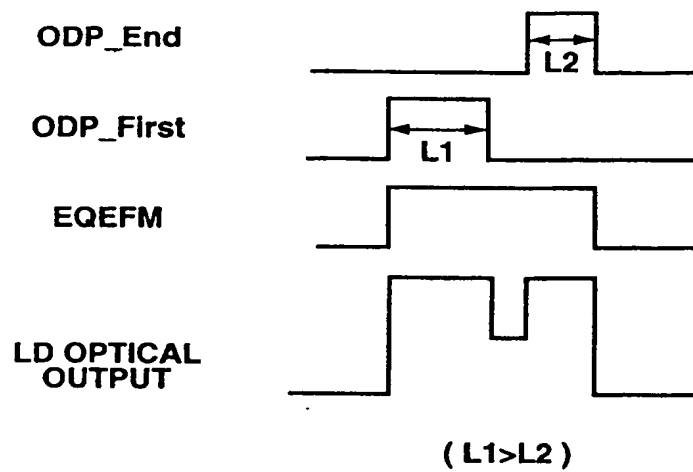 ODP_End
L2
ODP_First
L1
EQEFM
LD OPTICAL
OUTPUT
( L1>L2 )